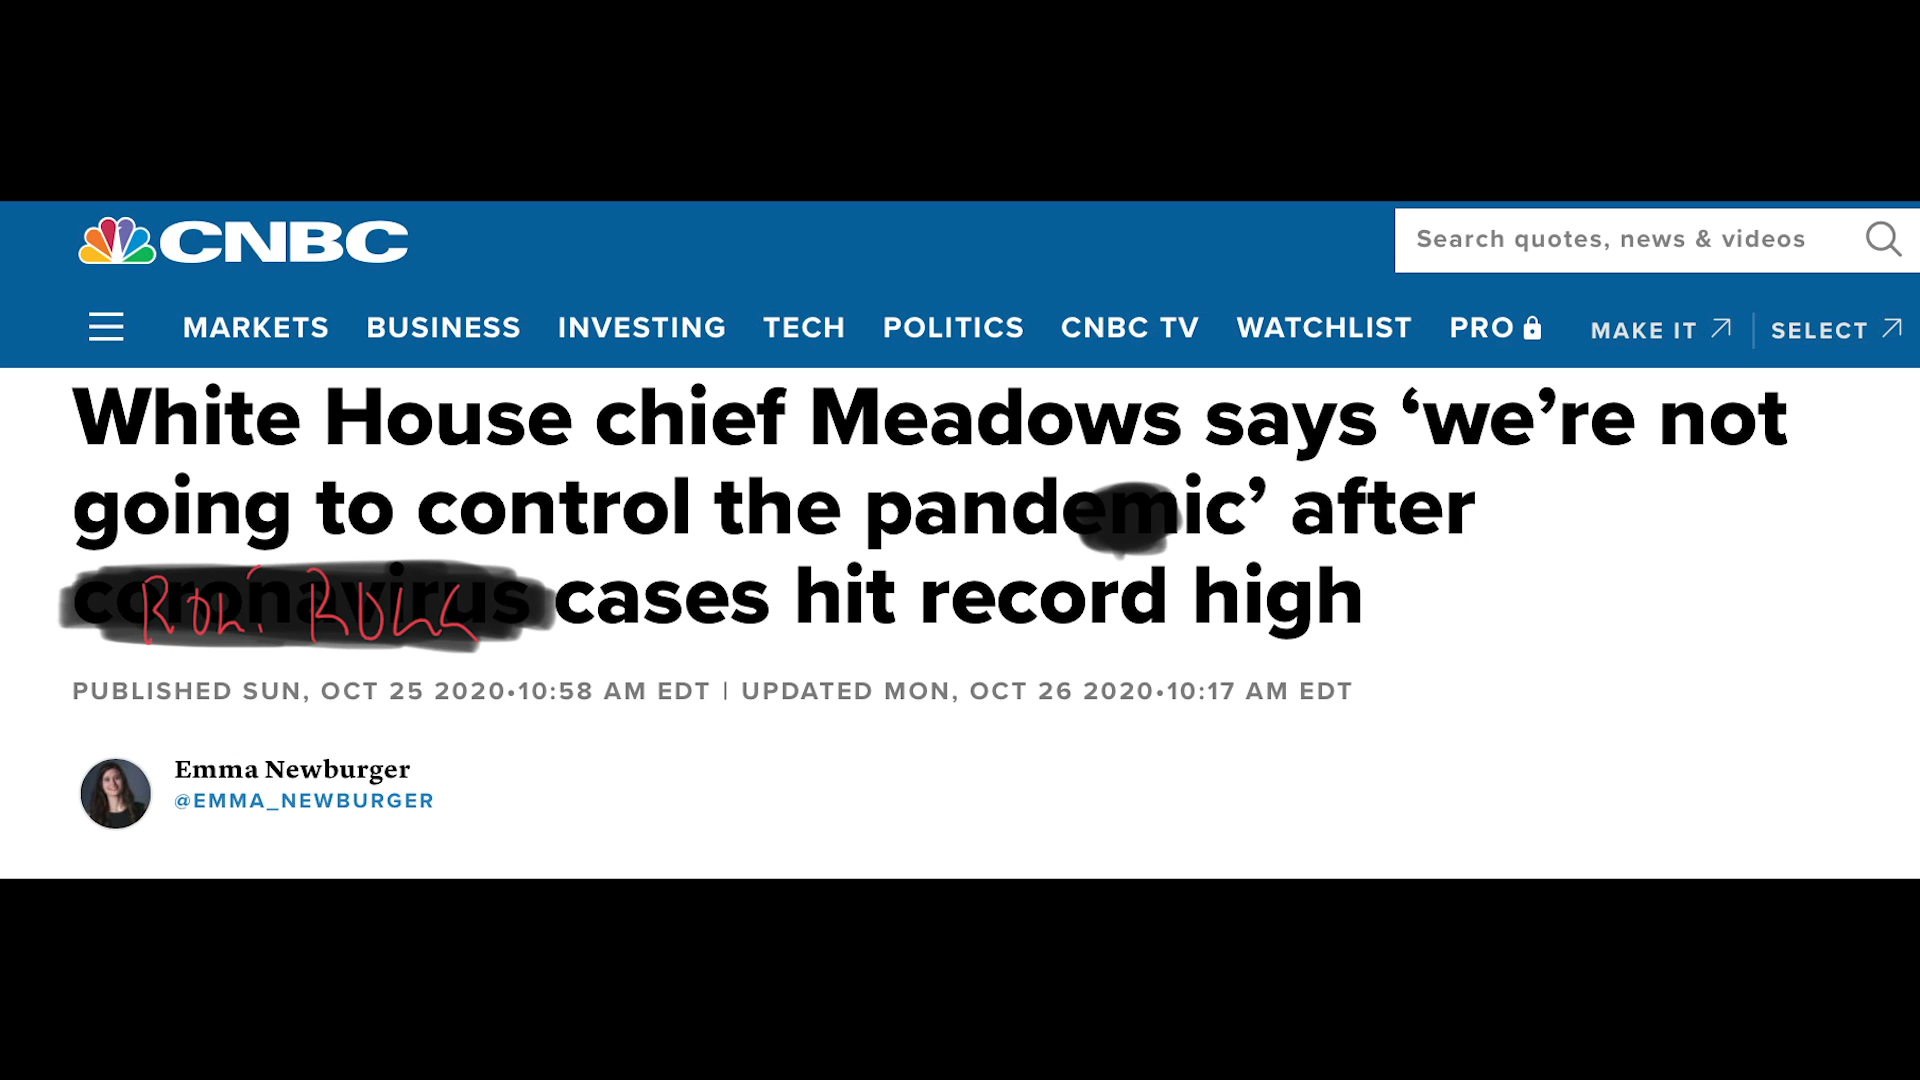 CNBC
Search quotes, news & videos
MARKETS BUSINESS INVESTING TECH POLITICS CNBC TV WATCHLIST PRO MAKE IT SELECT
White House chief Meadows says ‘we’re not
going to control the pandemic’ after
coronavirus cases hit record high
ROLL
PUBLISHED SUN, OCT 25 2020•10:58 AM EDT | UPDATED MON, OCT 26 2020•10:17 AM EDT
Emma Newburger
@EMMA_NEWBURGER